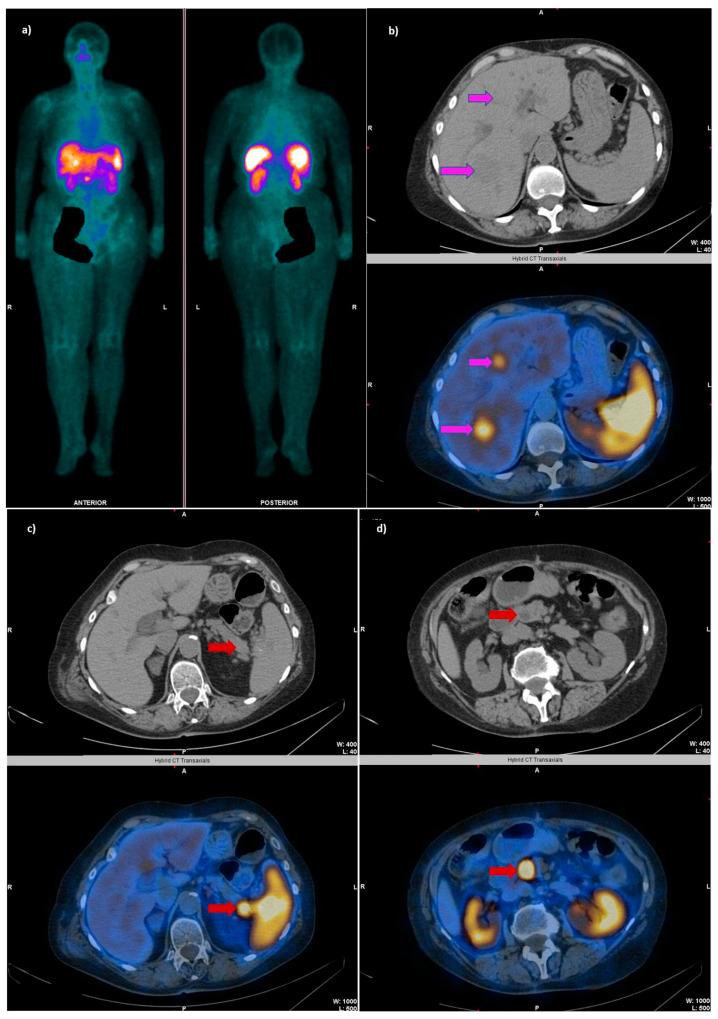 a)
R
L
L
R
ANTERIOR
POSTERIOR
b)
A
R
L
P
W: 400
L: 40
Hybrid CT Transaxials
A
R
L
P
W: 1000
L: 500
c)
A
R
L
P
W: 400
L: 40
Hybrid CT Transaxials
A
R
L
P
W: 1000
L: 500
d)
A
R
L
P
W: 400
L: 40
Hybrid CT Transaxials
A
R
L
P
W: 1000
L: 500